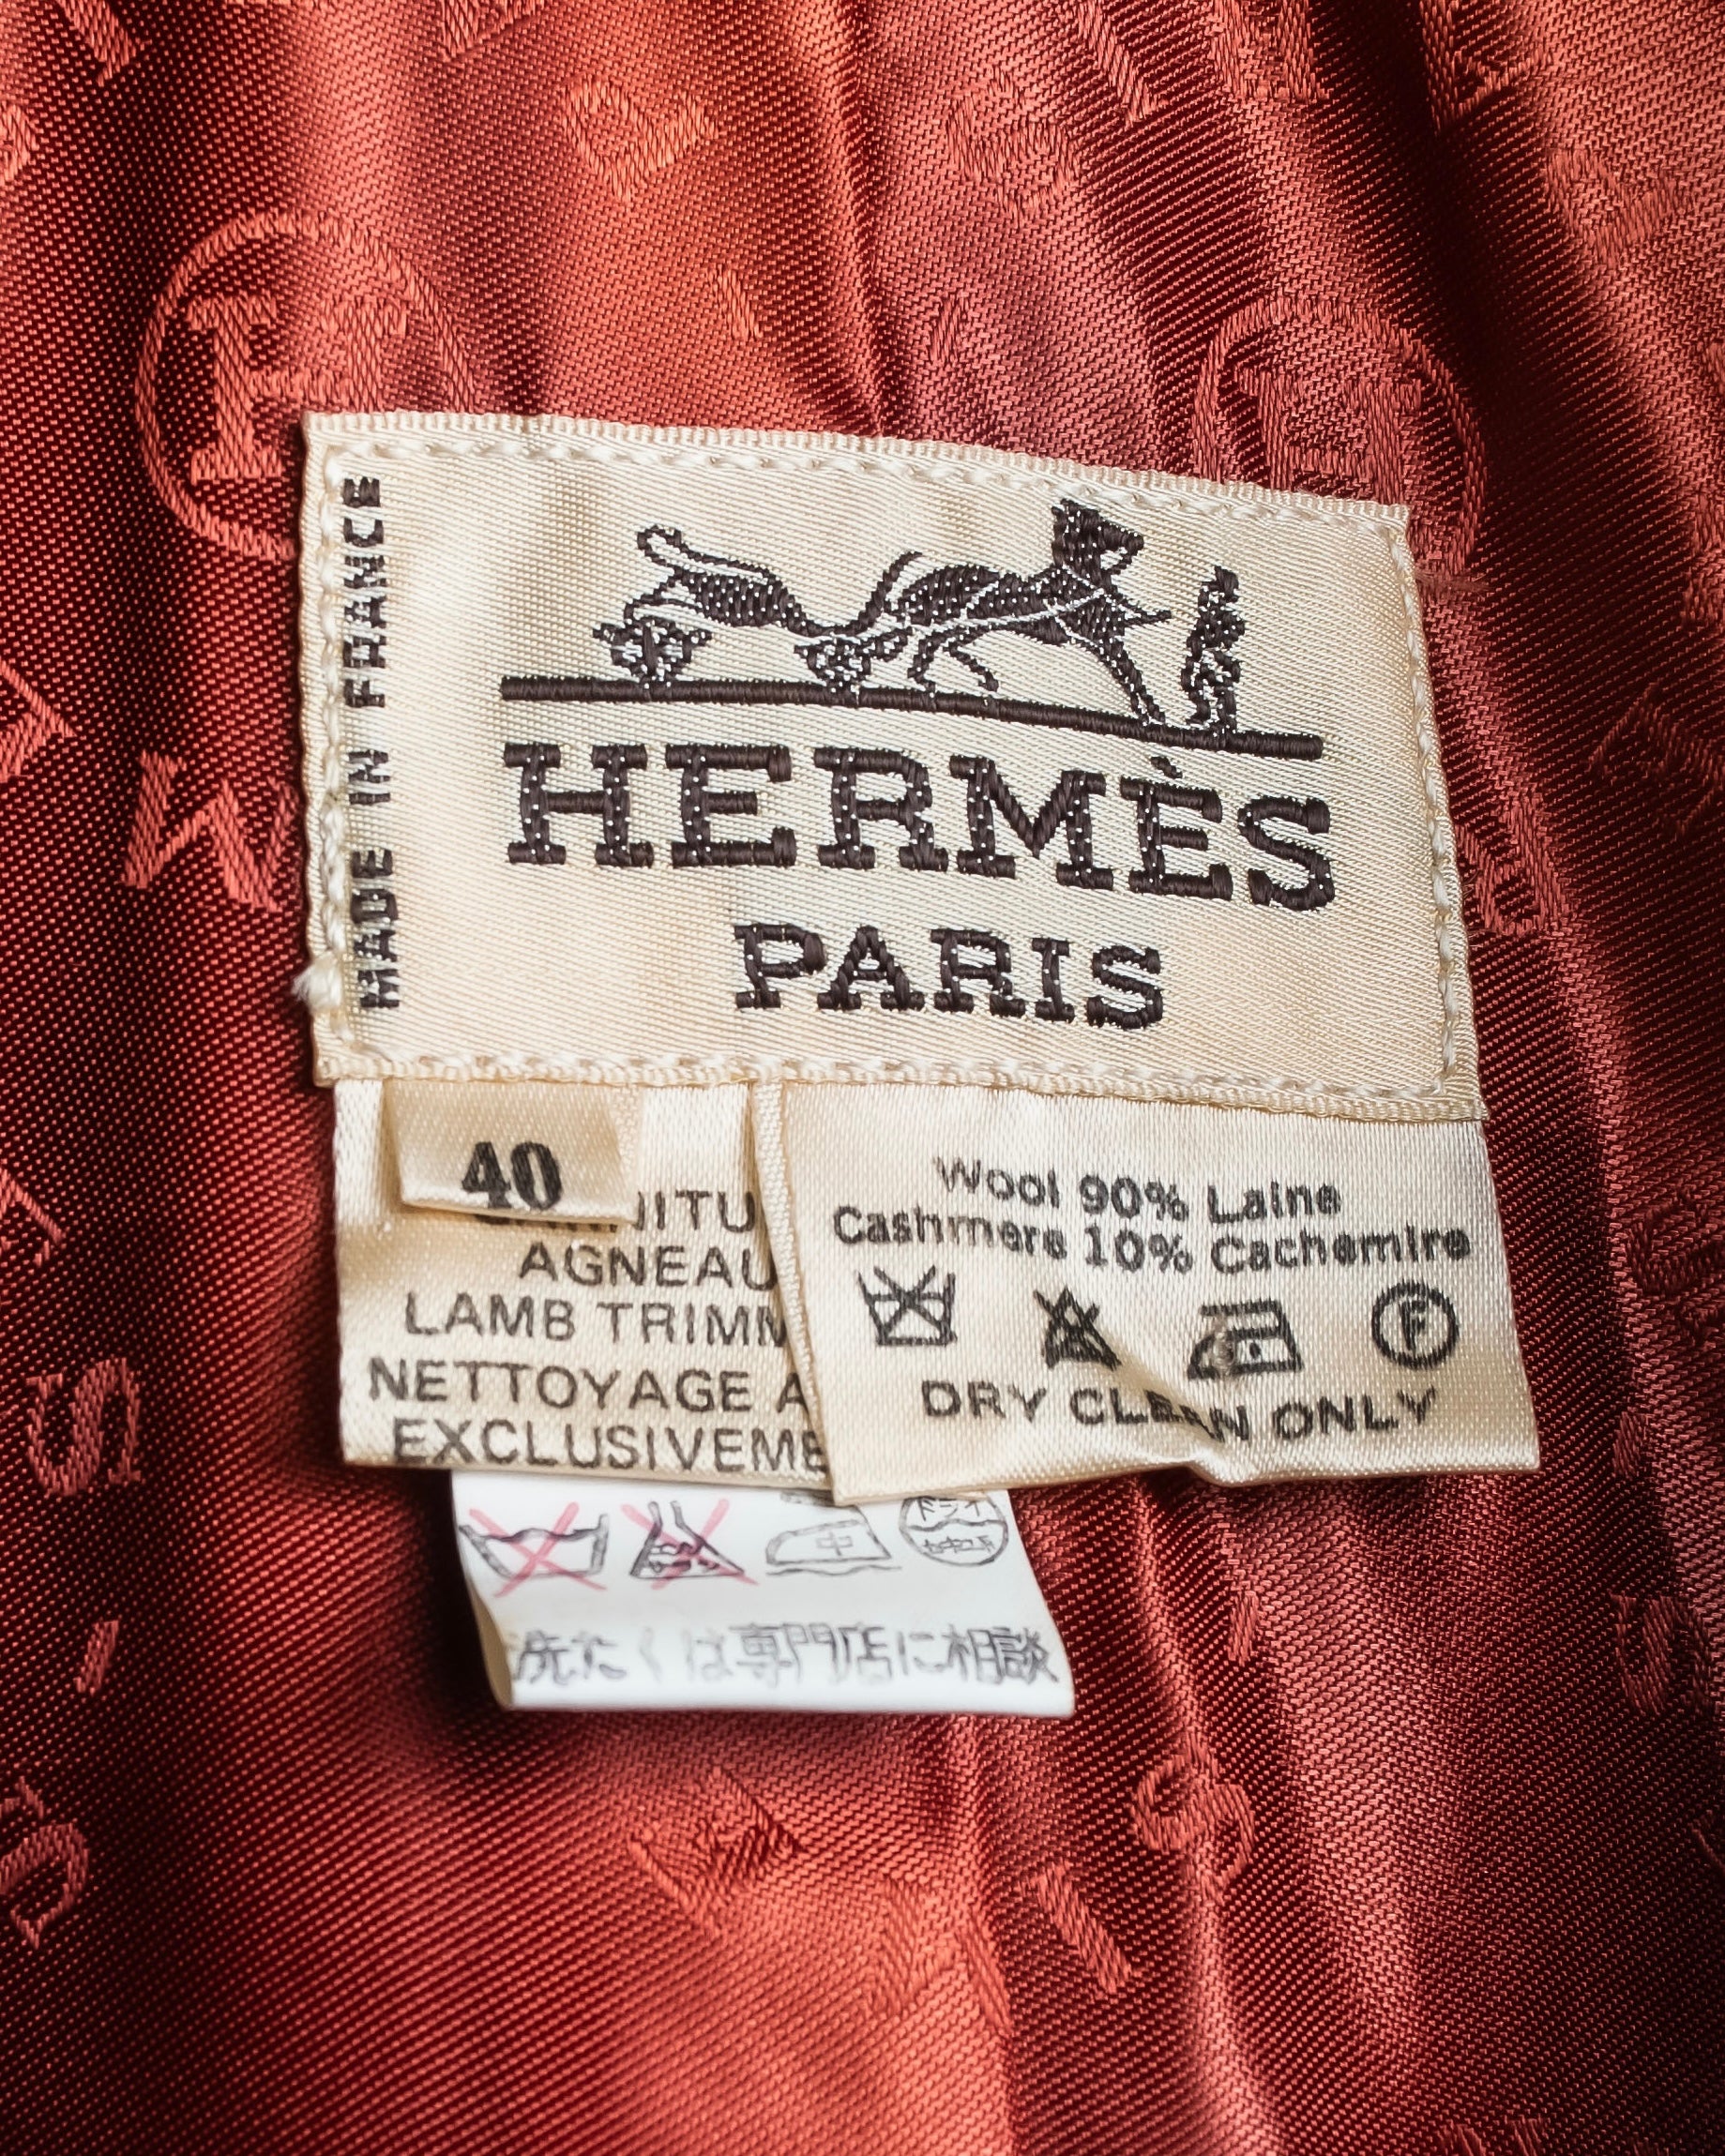 MADE IN FRANCE
HERMÈS
PARIS
40
AGNEAU
LAMB TRIMM
NETTOYAGE A
EXCLUSIVEME
Wool 90% Laine
Cashmere 10% Cachemire
F
DRY CLEAN ONLY
中
洗たくは専門店に相談